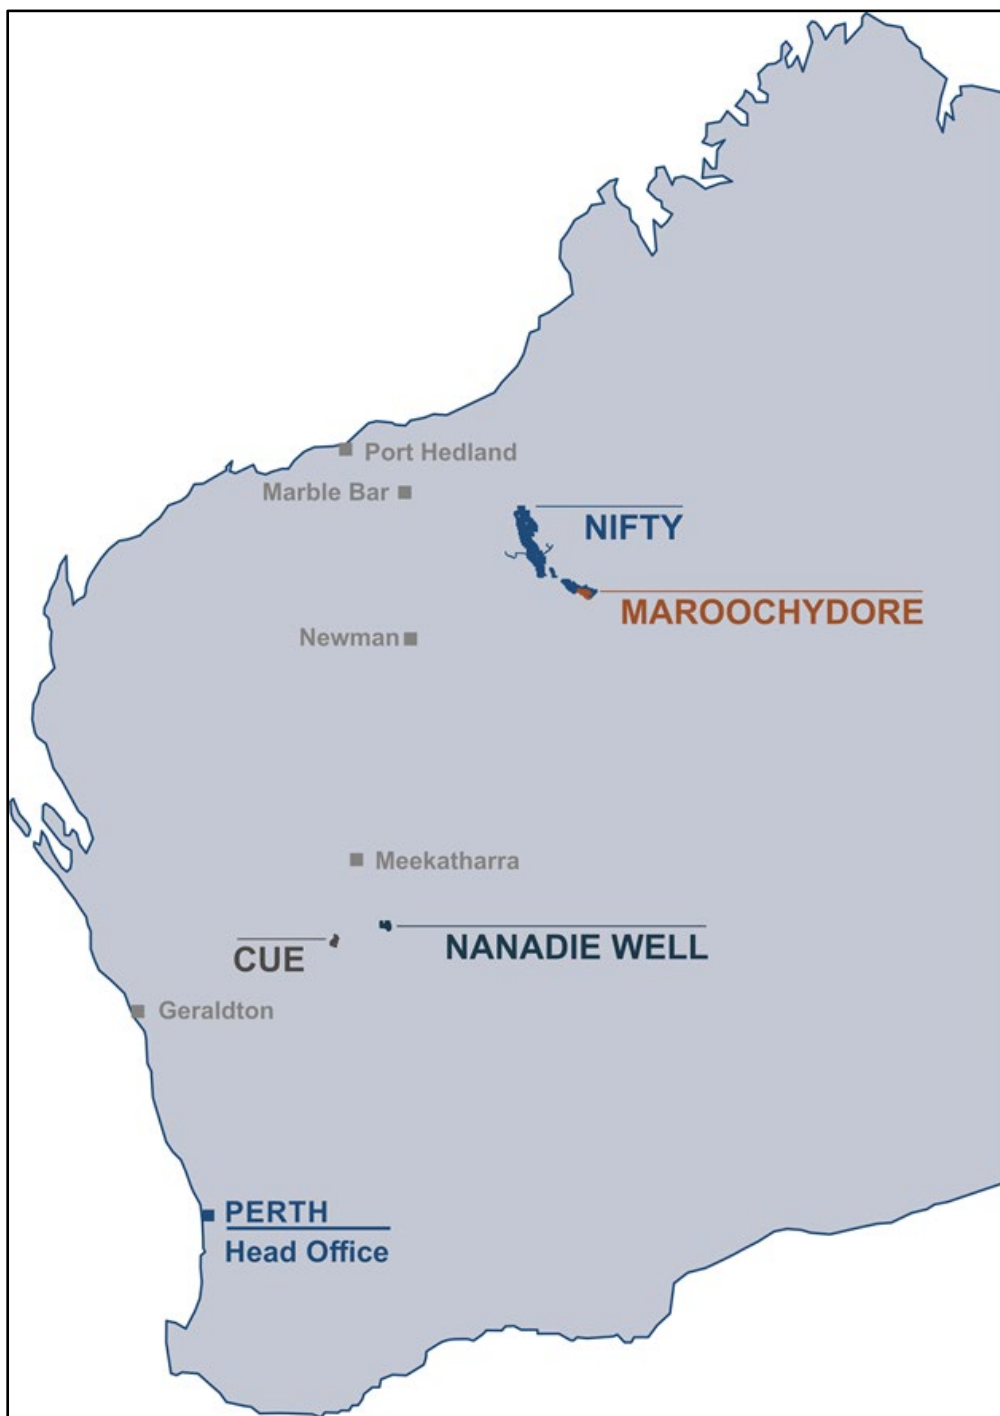 Port Hedland
Marble Bar
NIFTY
MAROOCHYDORE
Newman
Meekatharra
CUE
NANADIE WELL
Geraldton
PERTH
Head Office